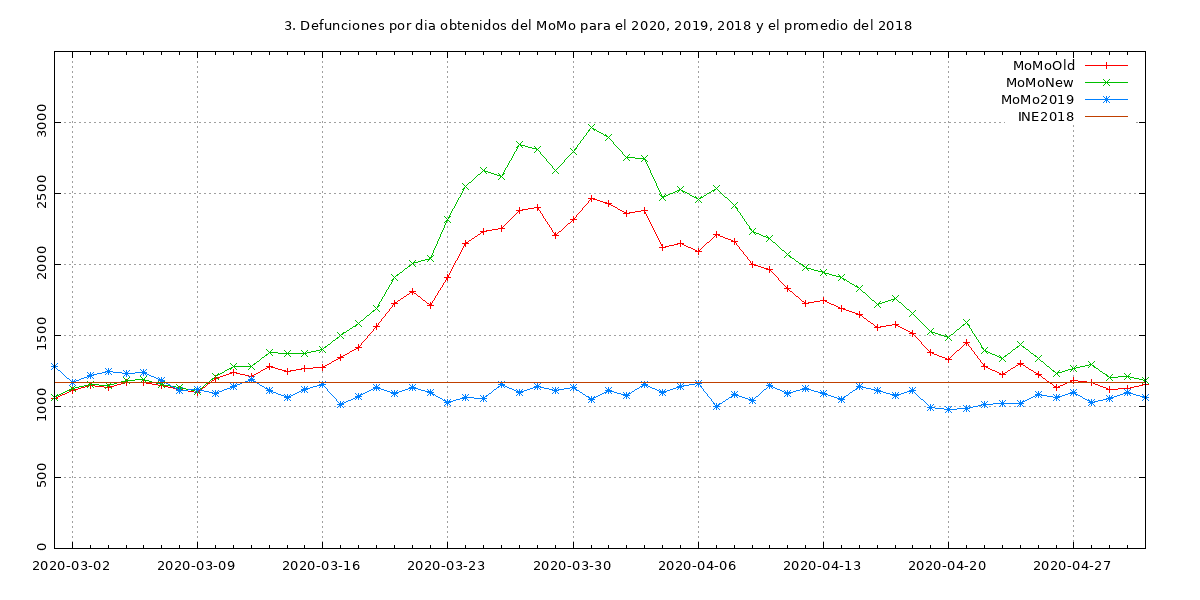 3. Defunciones por dia obtenidos del MoMo para el 2020, 2019, 2018 y el promedio del 2018
MoMoOld
MoMoNew
MoMo2019
INE2018
3000
2500
2000
1500
1000
500
0
2020-03-02 2020-03-09 2020-03-16 2020-03-23 2020-03-30 2020-04-06 2020-04-13 2020-04-20 2020-04-27